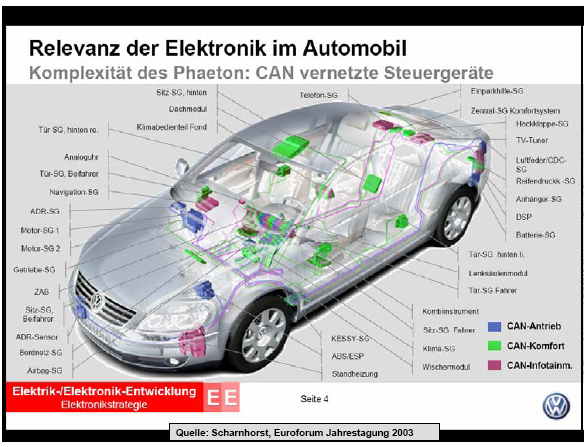 Relevanz der Elektronik im Automobil
Komplexität des Phaeton: CAN vernetzte Steuergeräte
Sitz-SG, hinten
Dachmodul
Klimabedienteil Fond
Telefon-SG
Einparkhilfe-SG
Zentral-SG Komfortsystem
Heckklappe-SG
TV-Tuner
Luftfeder/CDC-
SG
Reifendruckk.-SG
Anhängr-SG
DSP
Batterie-SG
Tür-SG, hinten re.
Analoguhr
Tür-SG, Beifahrer
Navigation-SG
ADR-SG
Motor-SG 1
Motor-SG 2
Getriebe-SG
ZAB
Sitz-SG,
Beifahrer
ADR-Sensor
Bordnetz-SG
Airbag-SG
Tür-SG hinten li.
Lenksäulenmodul
Tür-SG Fahrer
Kombiinstrument
Sitz-SG Fahrer
Klima-SG
Wischermodul
KESSY-SG
ABS/ESP
Standheizung
CAN-Antrieb
CAN-Komfort
CAN-Infotainm.
Elektrik-/Elektronik-Entwicklung
Elektronikstrategie
EE
Seite 4
Quelle: Scharnhorst, Euroforum Jahrestagung 2003